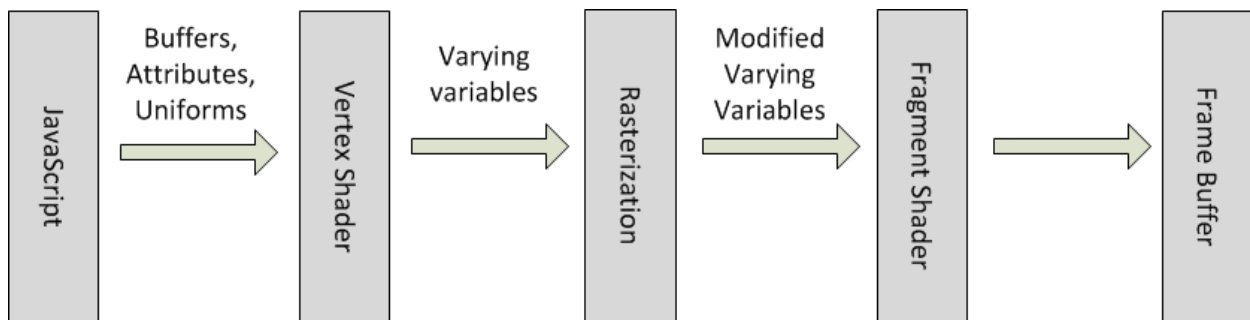 JavaScript
Buffers,
Attributes,
Uniforms
Vertex Shader
Varying
variables
Rasterization
Modified
Varying
Variables
Fragment Shader
Frame Buffer